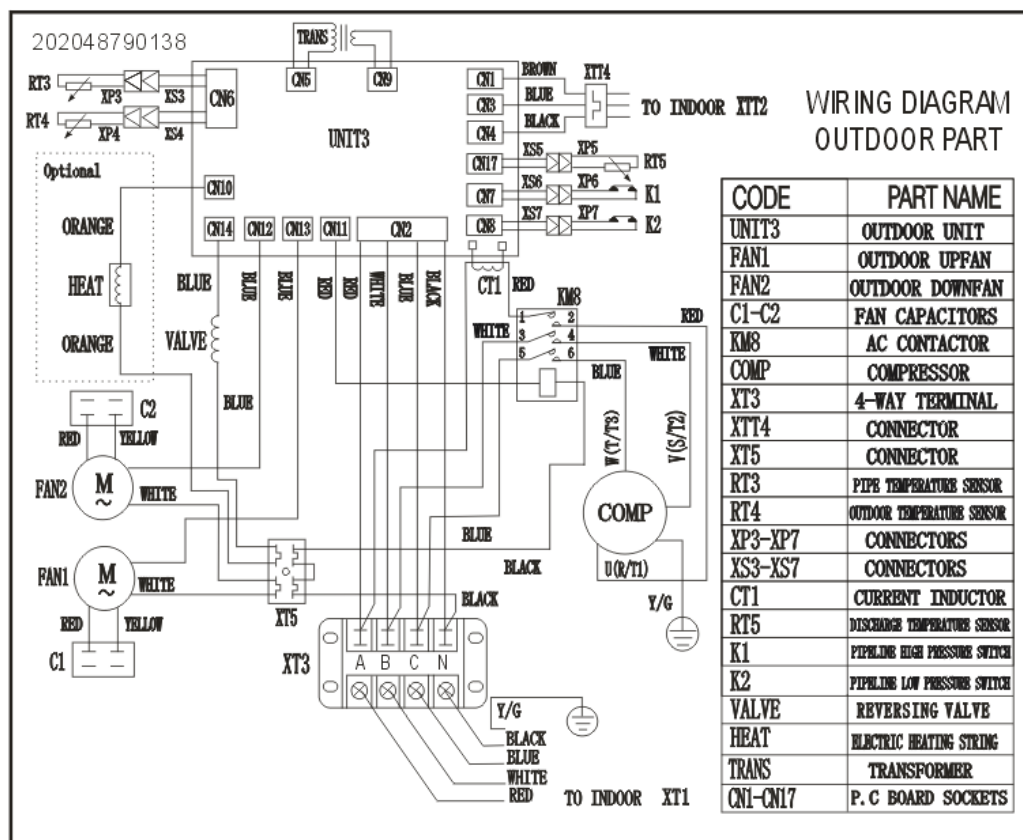 202048790138
TRANS
CN5 CN9
RT3 XP3 XS3 CN6
RT4 XP4 XS4
UNIT3
CN1 BROWN XTT4
CN3 BLUE
CN4 BLACK
TO INDOOR XTT2
CN17 XS5 XP5 RT5
CN7 XS6 XP6 K1
CN8 XS7 XP7 K2
WIRING DIAGRAM
OUTDOOR PART
Optional
ORANGE
HEAT
ORANGE
CN10
CN14 CN12 CN13 CN11 CN2
BLUE BLUE BLUE RED RED WHITE BLUE BLACK
VALVE
BLUE
CT1 RED KM8
1 2 RED
WHITE 3 4 WHITE
5 6
BLUE
W(T/T3) V(S/T2)
C2
RED YELLOW
FAN2 M ~ WHITE
COMP
U(R/T1)
Y/G
BLUE
BLACK
FAN1 M ~ WHITE
BLACK
RED YELLOW
C1
XT5
XT3 A B C N
Y/G
BLACK
BLUE
WHITE
RED TO INDOOR XT1
CODE PART NAME
UNIT3 OUTDOOR UNIT
FAN1 OUTDOOR UPFAN
FAN2 OUTDOOR DOWNFAN
C1-C2 FAN CAPACITORS
KM8 AC CONTACTOR
COMP COMPRESSOR
XT3 4-WAY TERMINAL
XTT4 CONNECTOR
XT5 CONNECTOR
RT3 PIPE TEMPERATURE SENSOR
RT4 OUTDOOR TEMPERATURE SENSOR
XP3-XP7 CONNECTORS
XS3-XS7 CONNECTORS
CT1 CURRENT INDUCTOR
RT5 DISCHARGE TEMPERATURE SENSOR
K1 PIPELINE HIGH PRESSURE SWITCH
K2 PIPELINE LOW PRESSURE SWITCH
VALVE REVERSING VALVE
HEAT ELECTRIC HEATING STRING
TRANS TRANSFORMER
CN1-CN17 P.C BOARD SOCKETS